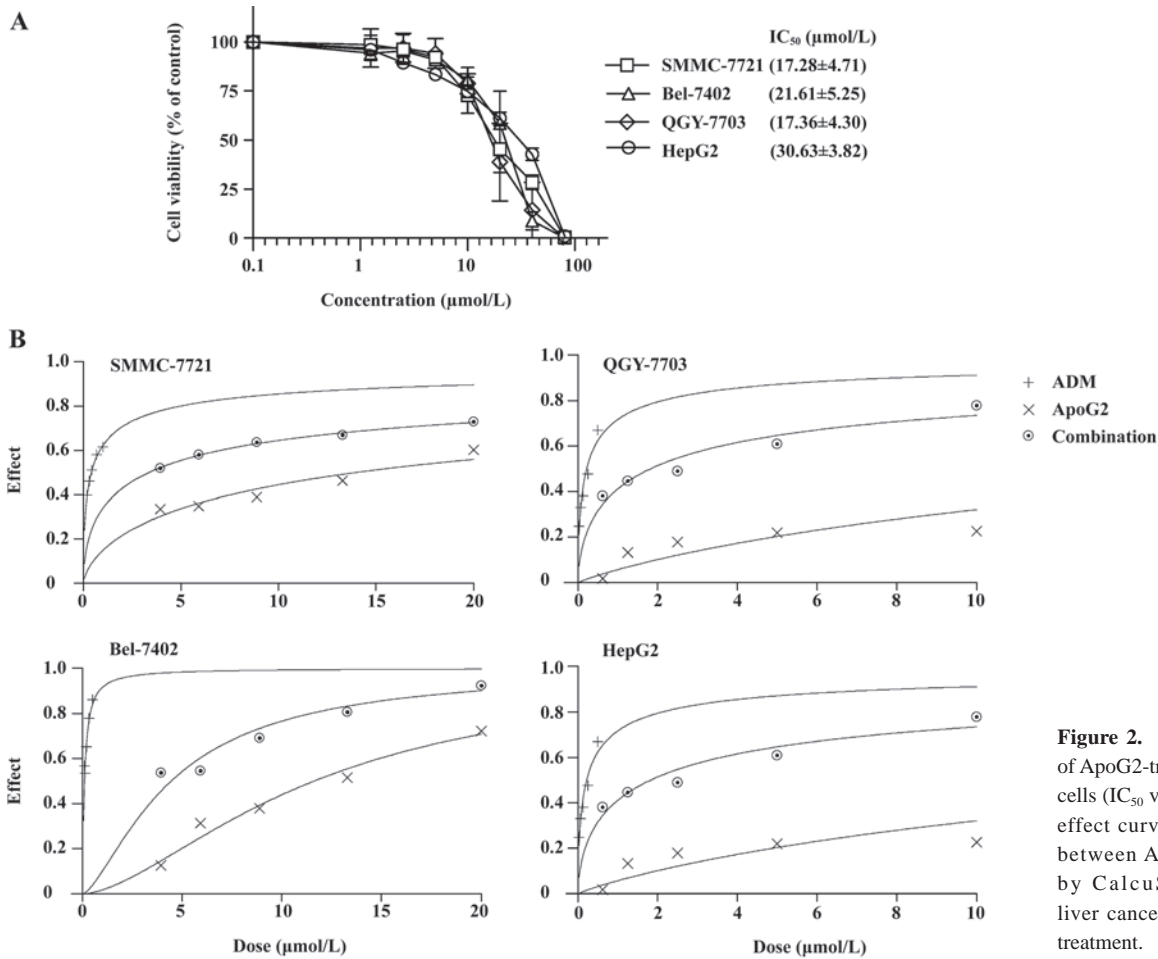 A
IC50 (µmol/L)
SMMC-7721 (17.28±4.71)
Bel-7402 (21.61±5.25)
QGY-7703 (17.36±4.30)
HepG2 (30.63±3.82)
Cell viability (% of control)
100
75
50
25
0
0.1 1 10 100
Concentration (µmol/L)
B
SMMC-7721
Effect
1.0
0.8
0.6
0.4
0.2
0
0 5 10 15 20
QGY-7703
1.0
0.8
0.6
0.4
0.2
0
0 2 4 6 8 10
ADM
ApoG2
Combination
Bel-7402
Effect
1.0
0.8
0.6
0.4
0.2
0
0 5 10 15 20
Dose (µmol/L)
HepG2
1.0
0.8
0.6
0.4
0.2
0
0 2 4 6 8 10
Dose (µmol/L)
Figure 2.
of ApoG2-tr
cells (IC50 v
effect curv
between A
by CalcuS
liver cance
treatment.